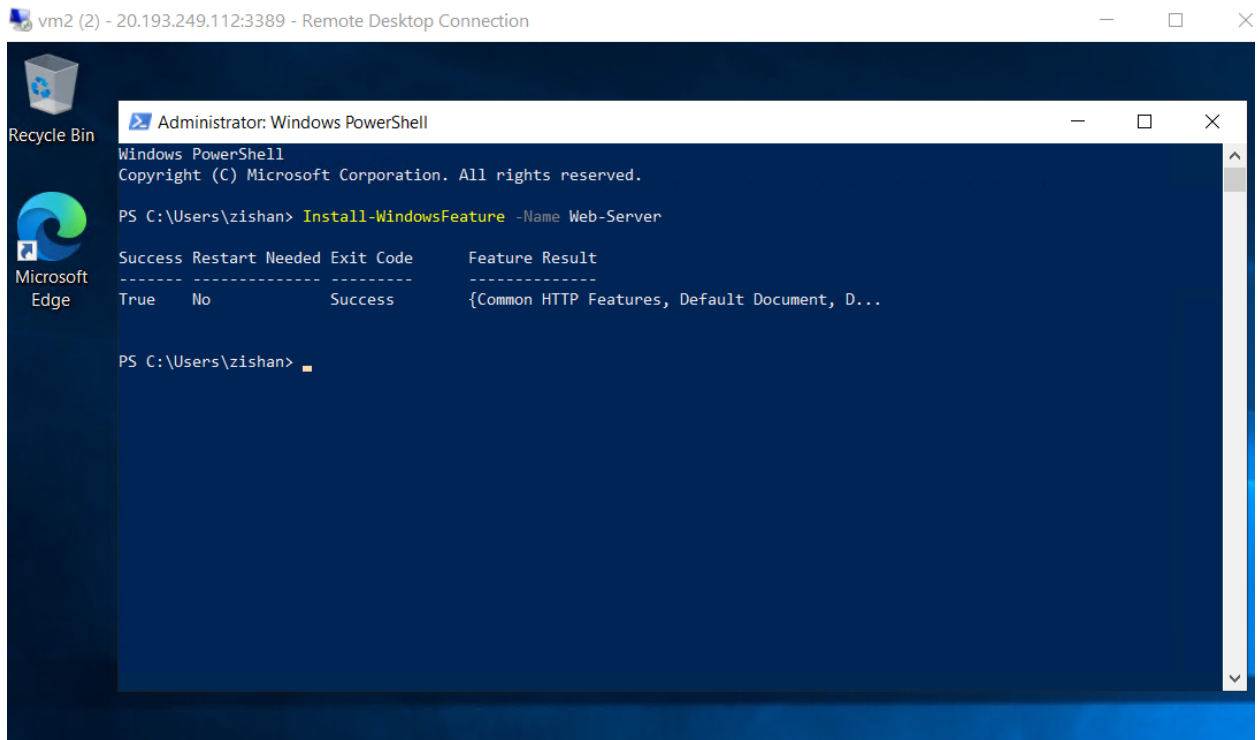 vm2 (2) - 20.193.249.112:3389 - Remote Desktop Connection
Recycle Bin
Microsoft
Edge
Administrator: Windows PowerShell
Windows PowerShell
Copyright (C) Microsoft Corporation. All rights reserved.
PS C:\Users\zishan> Install-WindowsFeature -Name Web-Server
Success Restart Needed Exit Code      Feature Result
------- -------------- ---------      --------------
True    No             Success        {Common HTTP Features, Default Document, D...
PS C:\Users\zishan>